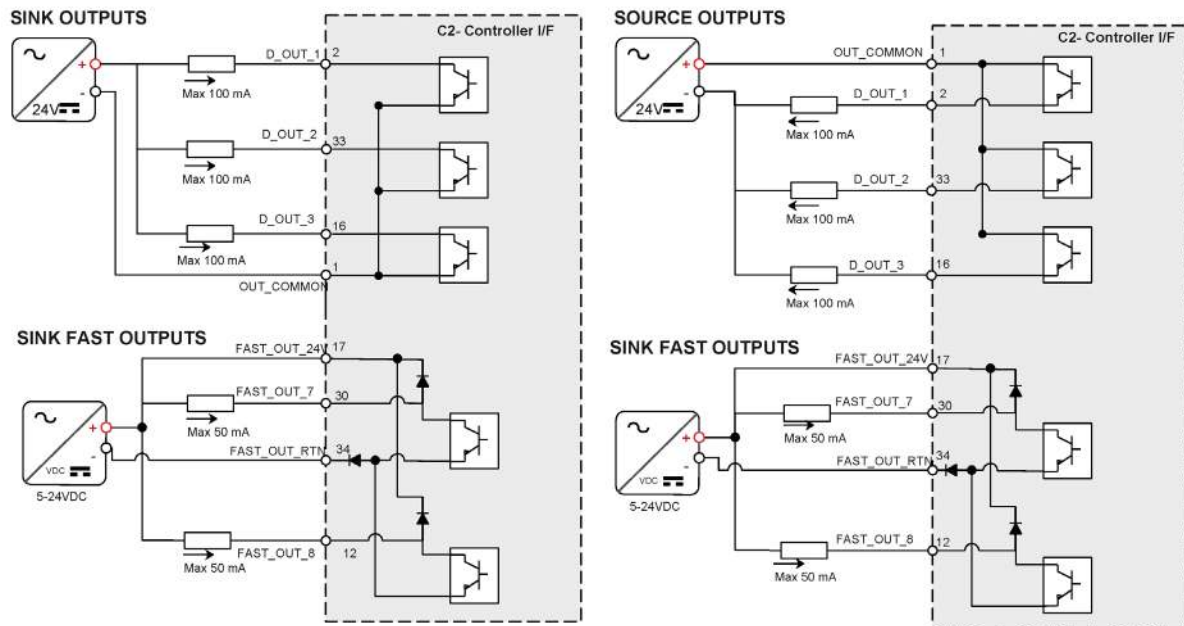 SINK OUTPUTS
C2- Controller I/F
24V
+
-
D_OUT_1
2
Max 100 mA
D_OUT_2
33
Max 100 mA
D_OUT_3
16
Max 100 mA
1
OUT_COMMON
SINK FAST OUTPUTS
FAST_OUT_24V
17
FAST_OUT_7
30
Max 50 mA
+
-
VDC
5-24VDC
FAST_OUT_RTN
34
FAST_OUT_8
12
Max 50 mA
SOURCE OUTPUTS
C2- Controller I/F
OUT_COMMON
1
+
-
24V
D_OUT_1
2
Max 100 mA
D_OUT_2
33
Max 100 mA
D_OUT_3
16
Max 100 mA
SINK FAST OUTPUTS
FAST_OUT_24V
17
FAST_OUT_7
30
Max 50 mA
+
-
VDC
5-24VDC
FAST_OUT_RTN
34
FAST_OUT_8
12
Max 50 mA